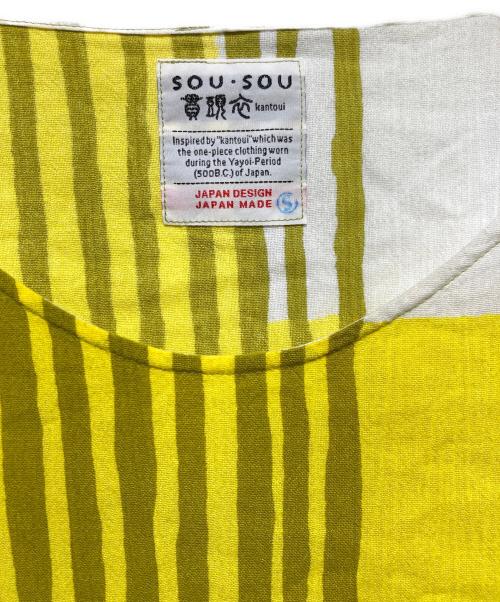 SOU・SOU
貫頭衣 kantoui
Inspired by "kantoui" which was
the one-piece clothing worn
during the Yayoi-Period
(500B.C.) of Japan.
JAPAN DESIGN
JAPAN MADE S